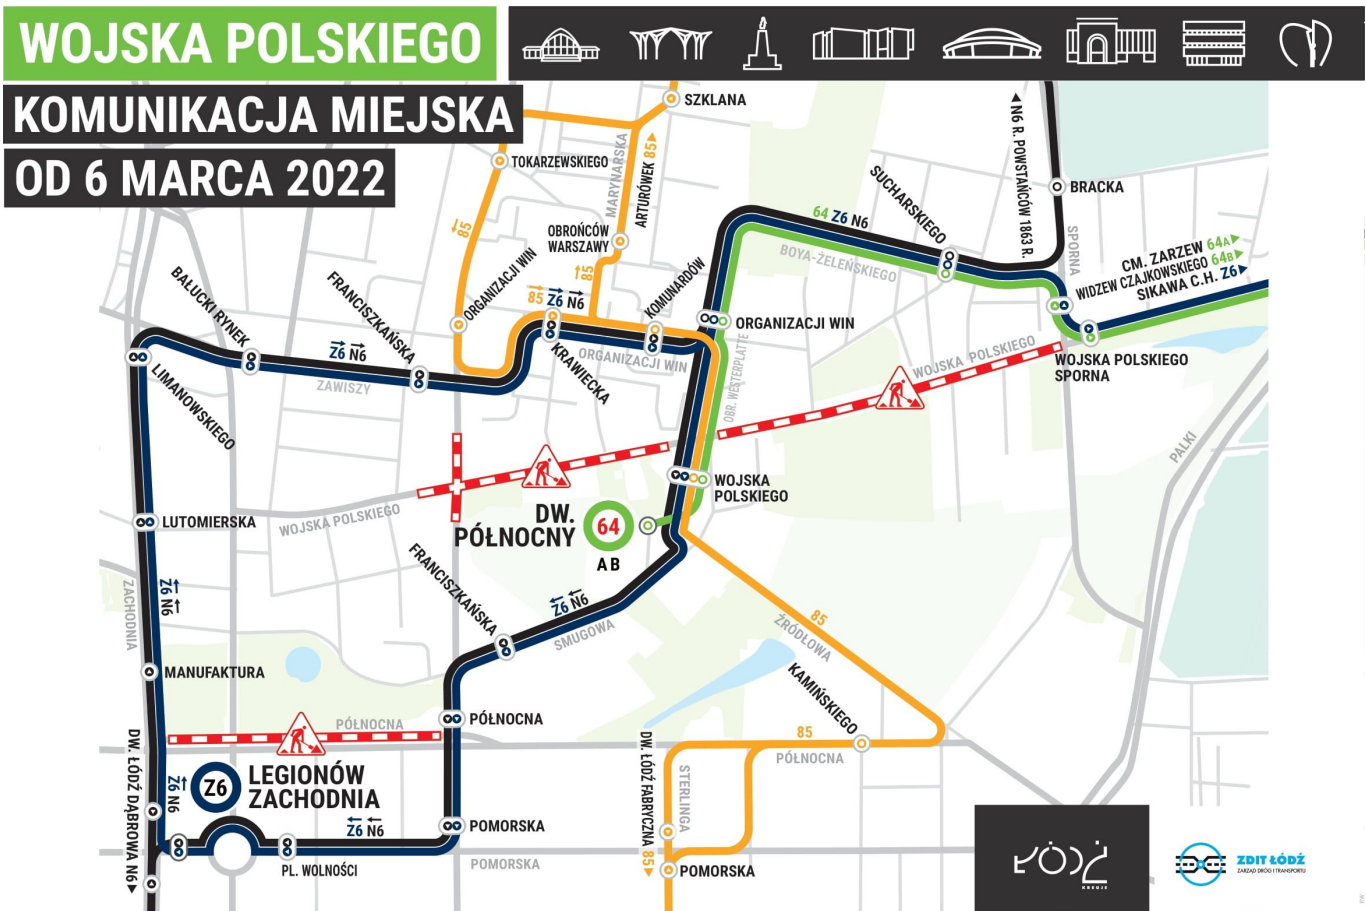 WOJSKA POLSKIEGO
KOMUNIKACJA MIEJSKA
OD 6 MARCA 2022
SZKLANA
TOKARZEWSKIEGO
MARYNARSKA
ARTURÓWEK 85
OBROŃCÓW
WARSZAWY
85
85
ORGANIZACJI WIN
N6 R. POWSTAŃCÓW 1863 R.
BRACKA
SUCHARSKIEGO
64 Z6 N6
BOYA-ŻELEŃSKIEGO
SPORNA
CM. ZARZEW 64A
WIDZEW CZAJKOWSKIEGO 64B
SIKAWA C.H. Z6
BAŁUCKI RYNEK
FRANCISZKAŃSKA
85 Z6 N6
KOMUNARDÓW
ORGANIZACJI WIN
Z6 N6
ZAWISZY
LIMANOWSKIEGO
KRAWIECKA
ORGANIZACJI WIN
OBR. WESTERPLATTE
WOJSKA POLSKIEGO
WOJSKA POLSKIEGO
SPORNA
PALKI
WOJSKA
POLSKIEGO
LUTOMIERSKA
WOJSKA POLSKIEGO
DW.
PÓŁNOCNY
64
A B
FRANCISZKAŃSKA
ZACHODNIA
Z6 N6
Z6 N6
SMUGOWA
85
ŹRÓDŁOWA
MANUFAKTURA
KAMIŃSKIEGO
PÓŁNOCNA
PÓŁNOCNA
85
PÓŁNOCNA
DW. ŁÓDŹ DĄBROWA N6
Z6 N6
Z6
LEGIONÓW
ZACHODNIA
DW. ŁÓDŹ FABRYCZNA 85
STERLINGA
Z6 N6
POMORSKA
PL. WOLNOŚCI
POMORSKA
POMORSKA
ŁÓDŹ
KREUJE
ZDIT ŁÓDŹ
ZARZĄD DRÓG I TRANSPORTU